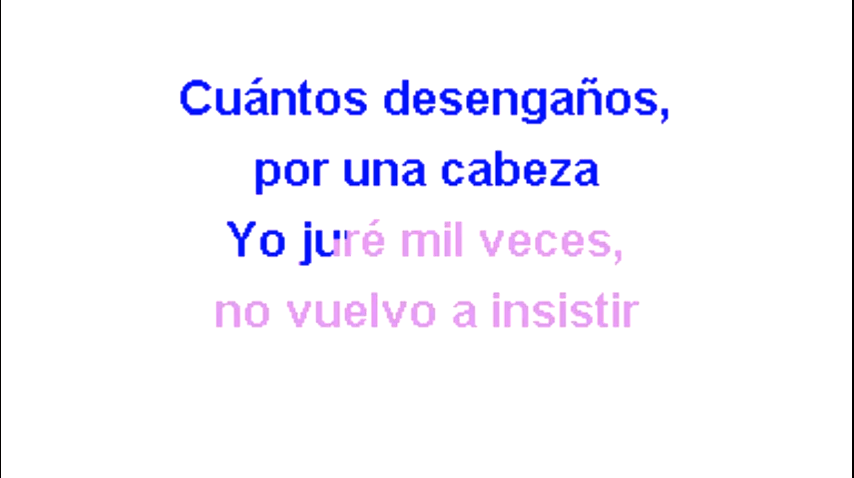 Cuántos desengaños,
por una cabeza
Yo juré mil veces,
no vuelvo a insistir